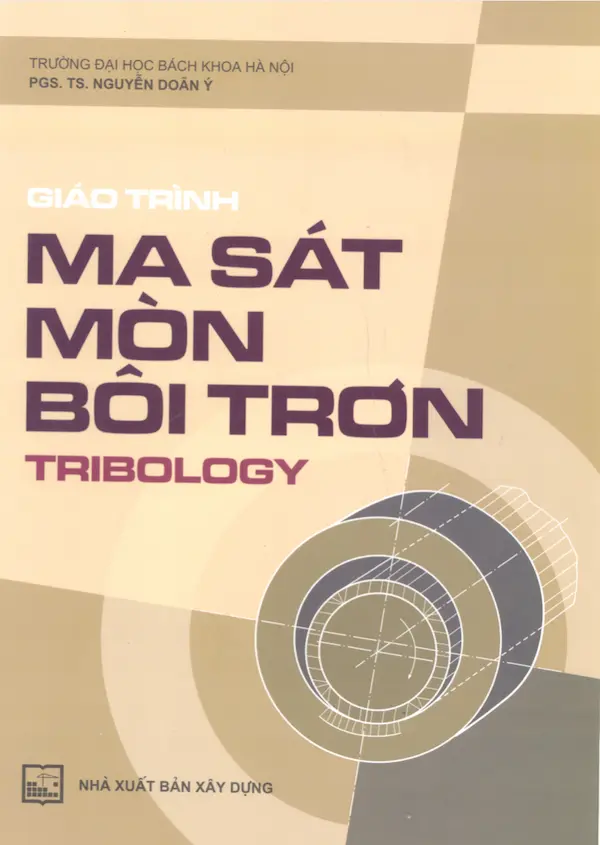 TRƯỜNG ĐẠI HỌC BÁCH KHOA HÀ NỘI
PGS. TS. NGUYỄN DOÃN Ý
GIÁO TRÌNH
MA SÁT
MÒN
BÔI TRƠN
TRIBOLOGY
NHÀ XUẤT BẢN XÂY DỰNG